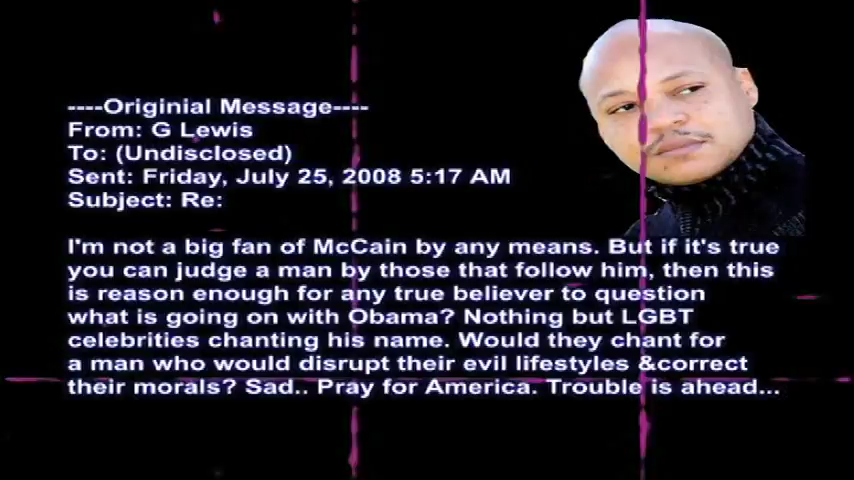 ----Originial Message----
From: G Lewis
To: (Undisclosed)
Sent: Friday, July 25, 2008 5:17 AM
Subject: Re:
I'm not a big fan of McCain by any means. But if it's true
you can judge a man by those that follow him, then this
is reason enough for any true believer to question
what is going on with Obama? Nothing but LGBT
celebrities chanting his name. Would they chant for
a man who would disrupt their evil lifestyles &correct
their morals? Sad.. Pray for America. Trouble is ahead...